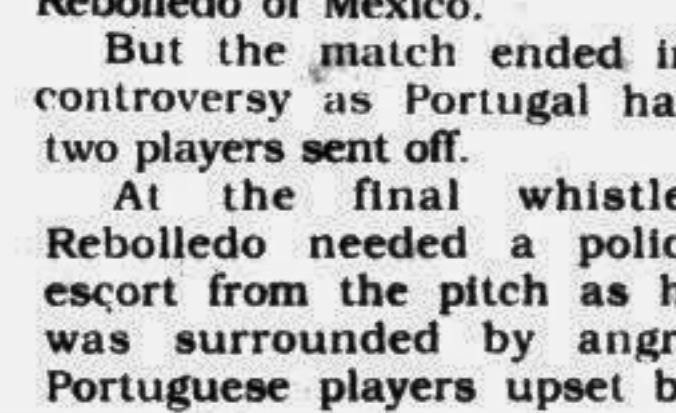 Rebolledo of Mexico.
But the match ended in
controversy as Portugal ha
two players sent off.
At the final whistle
Rebolledo needed a polic
escort from the pitch as h
was surrounded by angr
Portuguese players upset b